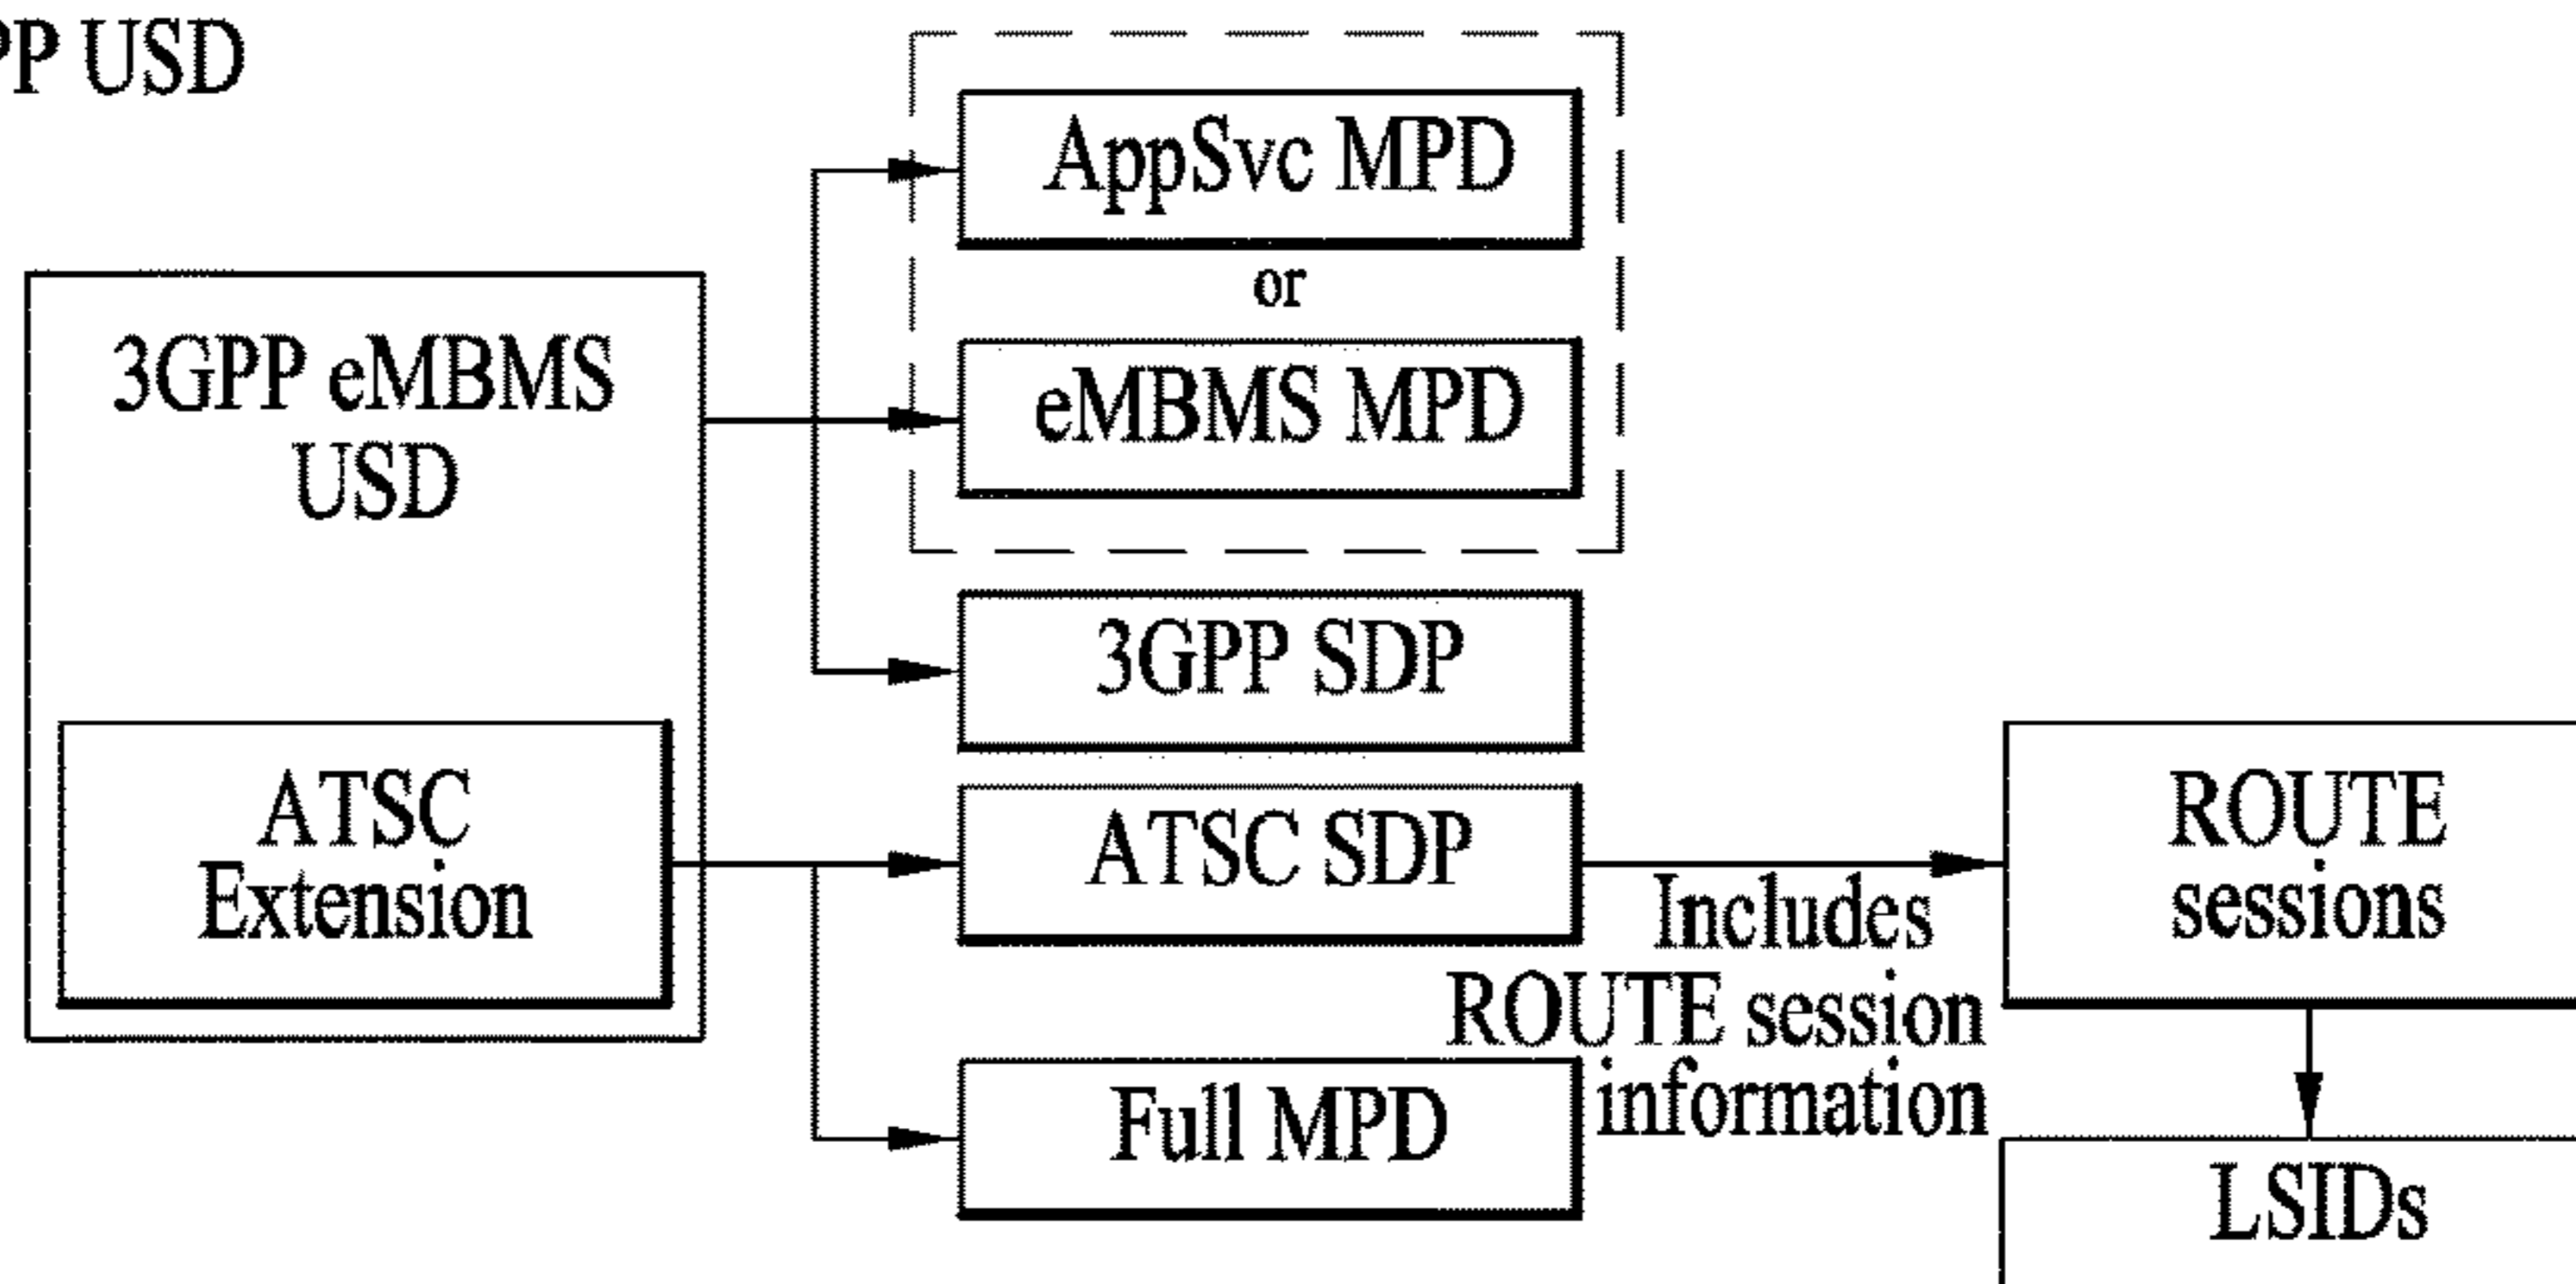 PP USD
AppSvc MPD
or
3GPP eMBMS
USD
eMBMS MPD
3GPP SDP
ATSC
Extension
ATSC SDP
Includes
ROUTE session
information
ROUTE
sessions
Full MPD
LSIDs